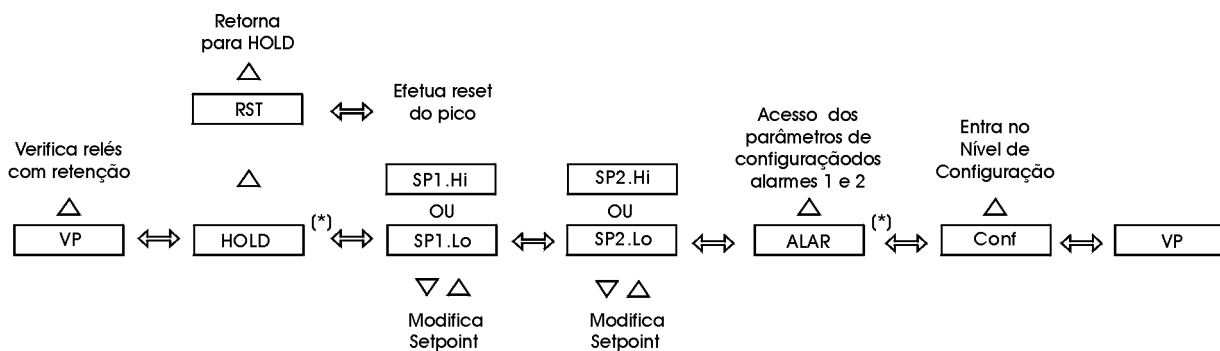 Retorna
para HOLD
RST
Efetua reset
do pico
Verifica relés
com retenção
SP1.Hi
OU
SP2.Hi
OU
Acesso dos
parâmetros de
configuraçãodos
alarmes 1 e 2
Entra no
Nível de
Configuração
VP
HOLD
(*)
SP1.Lo
SP2.Lo
ALAR
(*)
Conf
VP
Modifica
Setpoint
Modifica
Setpoint